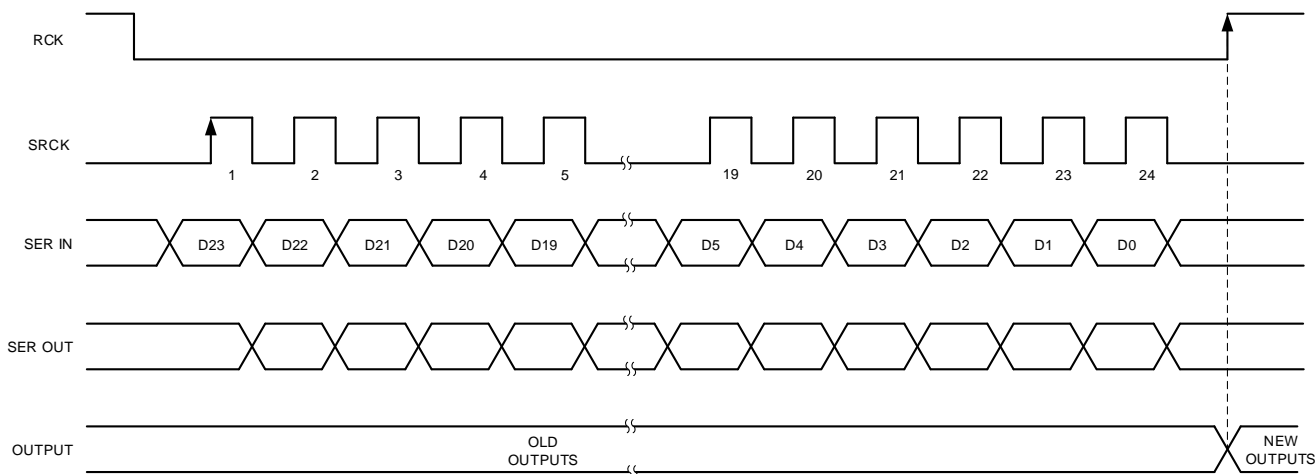 RCK
SRCK
1 2 3 4 5 19 20 21 22 23 24
SER IN
D23 D22 D21 D20 D19 D5 D4 D3 D2 D1 D0
SER OUT
OUTPUT
OLD
OUTPUTS
NEW
OUTPUTS